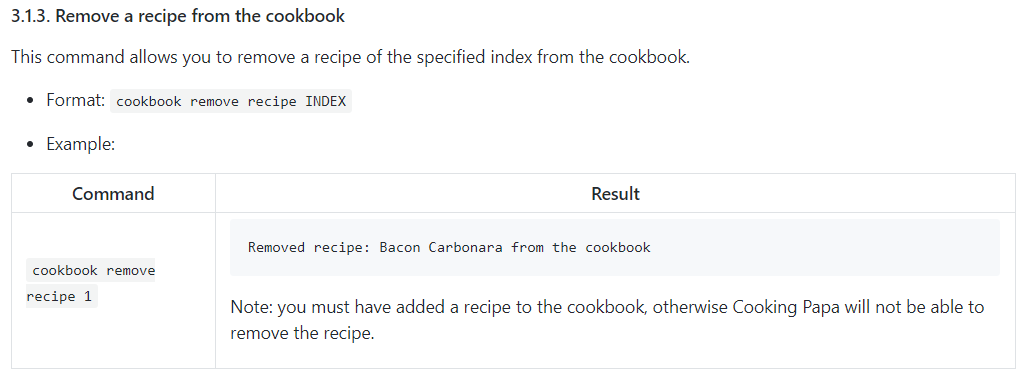 3.1.3. Remove a recipe from the cookbook
This command allows you to remove a recipe of the specified index from the cookbook.
• Format: cookbook remove recipe INDEX
• Example:
Command Result
Removed recipe: Bacon Carbonara from the cookbook
cookbook remove
recipe 1
Note: you must have added a recipe to the cookbook, otherwise Cooking Papa will not be able to
remove the recipe.